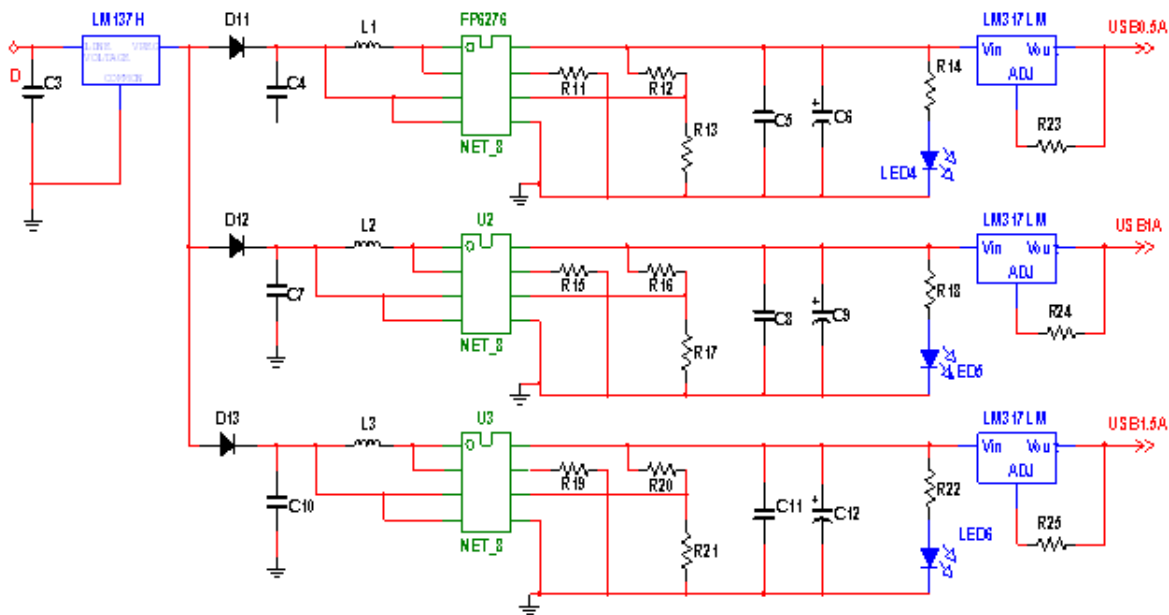 LM137H
D11
L1
FP6276
LM317LM
USB0.5A
LINE VREG
VOLTAGE
COMMON
D
C3
C4
R11
R12
R13
C5
C6
R14
LED4
Vin Vout
ADJ
R23
NET_8
D12
L2
U2
LM317LM
USB1A
C7
R15
R16
R17
C8
C9
R18
LED5
Vin Vout
ADJ
R24
NET_8
D13
L3
U3
LM317LM
USB1.5A
C10
R19
R20
R21
C11
C12
R22
LED6
Vin Vout
ADJ
R25
NET_8